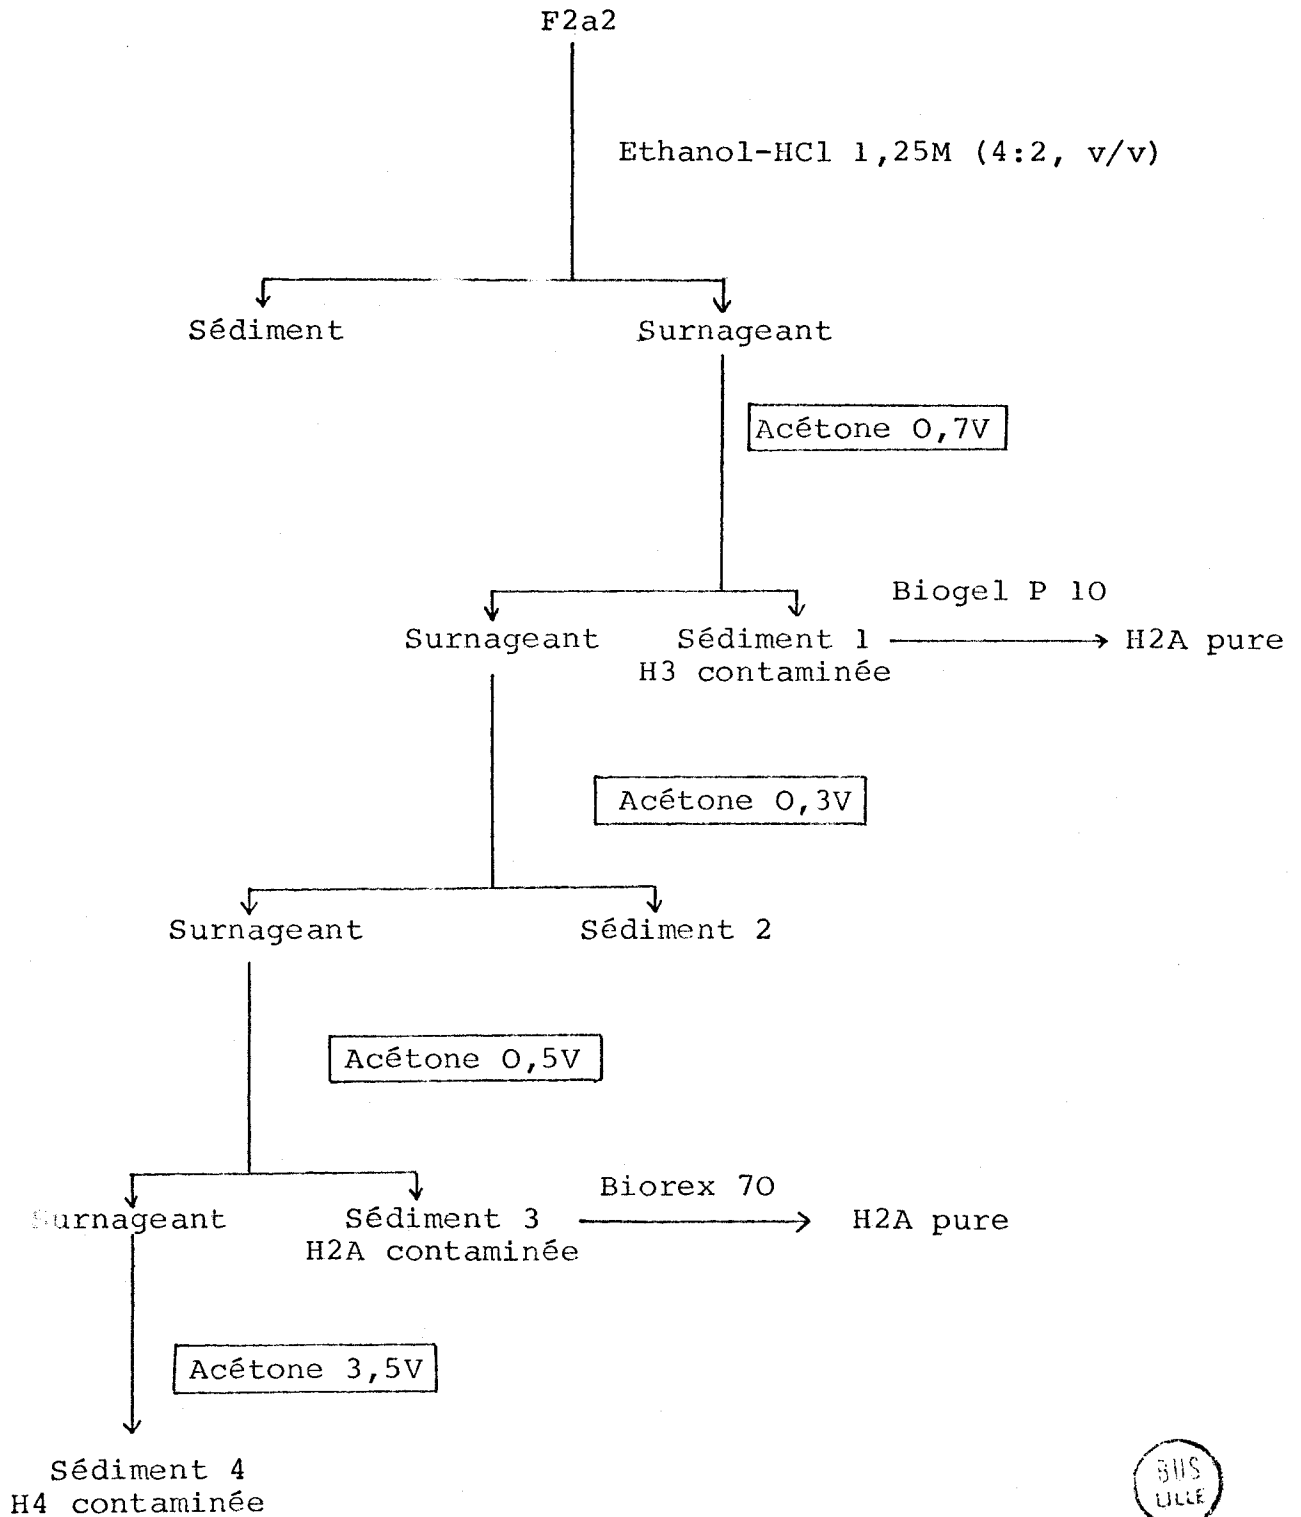 F2a2
Ethanol-HCl 1,25M (4:2, v/v)
Sédiment
Surnageant
Acétone 0,7V
Biogel P 10
Surnageant
Sédiment 1
H2A pure
H3 contaminée
Acétone 0,3V
Surnageant
Sédiment 2
Acétone 0,5V
Biorex 70
Surnageant
Sédiment 3
H2A pure
H2A contaminée
Acétone 3,5V
Sédiment 4
H4 contaminée
BUS
LILLE